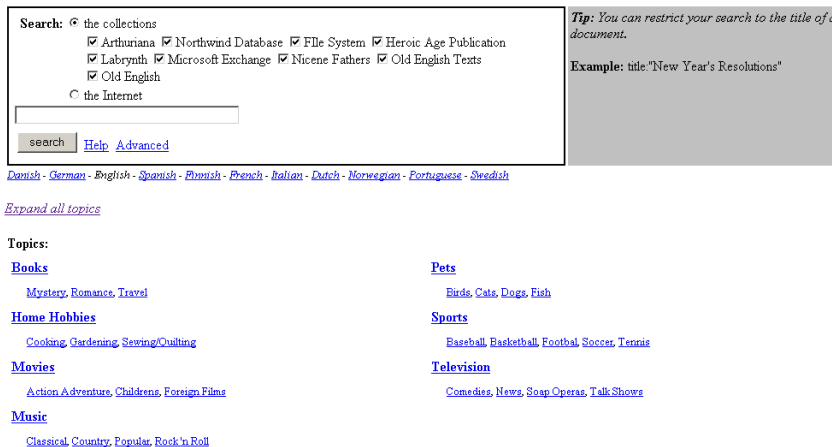 Search: the collections
Arthuriana Northwind Database FIle System Heroic Age Publication
Labrynth Microsoft Exchange Nicene Fathers Old English Texts
Old English
the Internet
search Help Advanced
Tip: You can restrict your search to the title of a
document.
Example: title:"New Year's Resolutions"
Danish - German - English - Spanish - Finnish - French - Italian - Dutch - Norwegian - Portuguese - Swedish
Expand all topics
Topics:
Books
Mystery, Romance, Travel
Home Hobbies
Cooking, Gardening, Sewing/Quilting
Movies
Action Adventure, Childrens, Foreign Films
Music
Classical, Country, Popular, Rock'n Roll
Pets
Birds, Cats, Dogs, Fish
Sports
Baseball, Basketball, Footbal, Soccer, Tennis
Television
Comedies, News, Soap Operas, Talk Shows